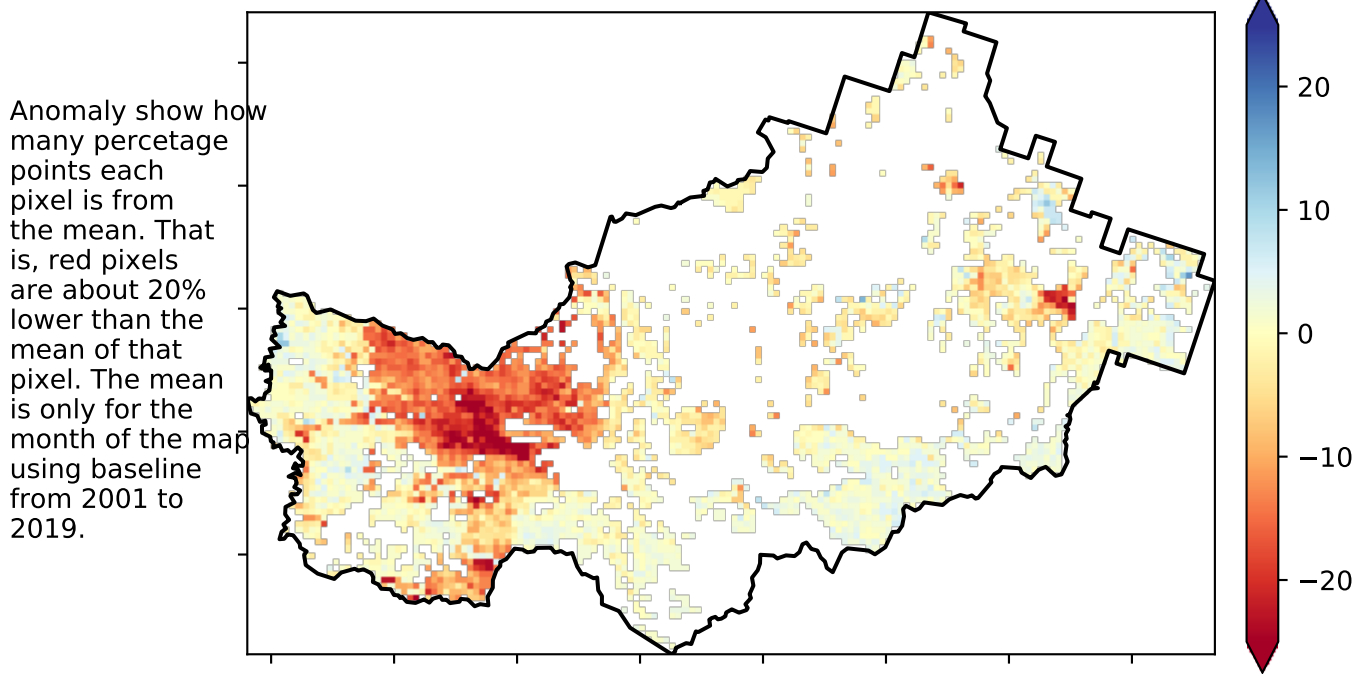 Anomaly show how
many percetage
points each
pixel is from
the mean. That
is, red pixels
are about 20%
lower than the
mean of that
pixel. The mean
is only for the
month of the map
using baseline
from 2001 to
2019.
20
10
0
−10
−20